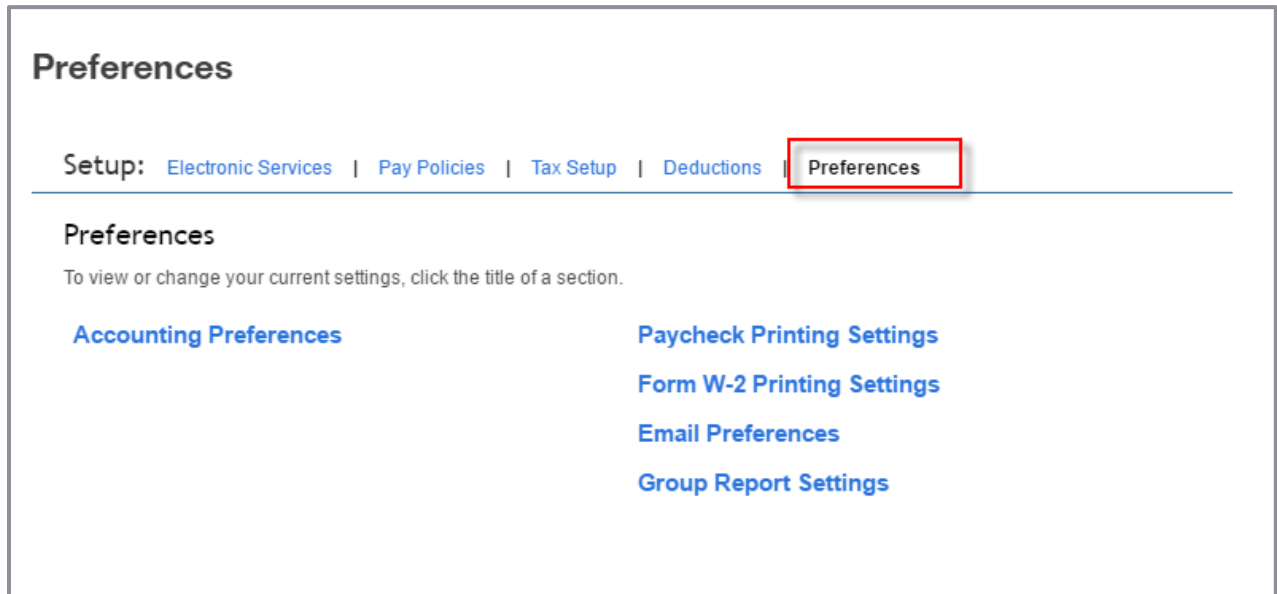 Preferences
Setup: Electronic Services | Pay Policies | Tax Setup | Deductions | Preferences
Preferences
To view or change your current settings, click the title of a section.
Accounting Preferences
Paycheck Printing Settings
Form W-2 Printing Settings
Email Preferences
Group Report Settings